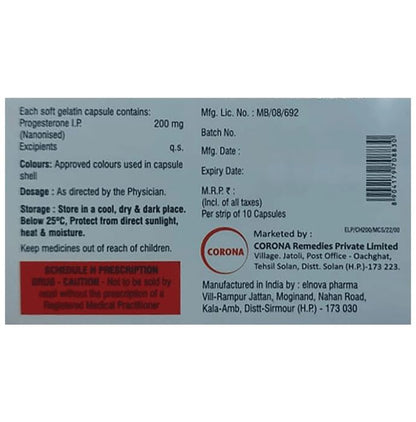 Each soft gelatin capsule contains:
Progesterone I.P. 200 mg
(Nanonised)
Excipients q.s.
Colours: Approved colours used in capsule
shell
Dosage : As directed by the Physician.
Storage : Store in a cool, dry & dark place.
Below 25°C, Protect from direct sunlight,
heat & moisture.
Keep medicines out of reach of children.
SCHEDULE H PRESCRIPTION
DRUG - CAUTION - Not to be sold by
retail without the prescription of a
Registered Medical Practitioner
Mfg. Lic. No. : MB/08/692
Batch No.
Mfg. Date :
Expiry Date:
M.R.P. ₹ :
(Incl. of all taxes)
Per strip of 10 Capsules
8904179708830
ELP/CH200/MCS/22/00
CORONA
Marketed by :
CORONA Remedies Private Limited
Village. Jatoli, Post Office - Oachghat,
Tehsil Solan, Distt. Solan (H.P.)-173 223.
Manufactured in India by : elnova pharma
Vill-Rampur Jattan, Moginand, Nahan Road,
Kala-Amb, Distt-Sirmour (H.P.) - 173 030